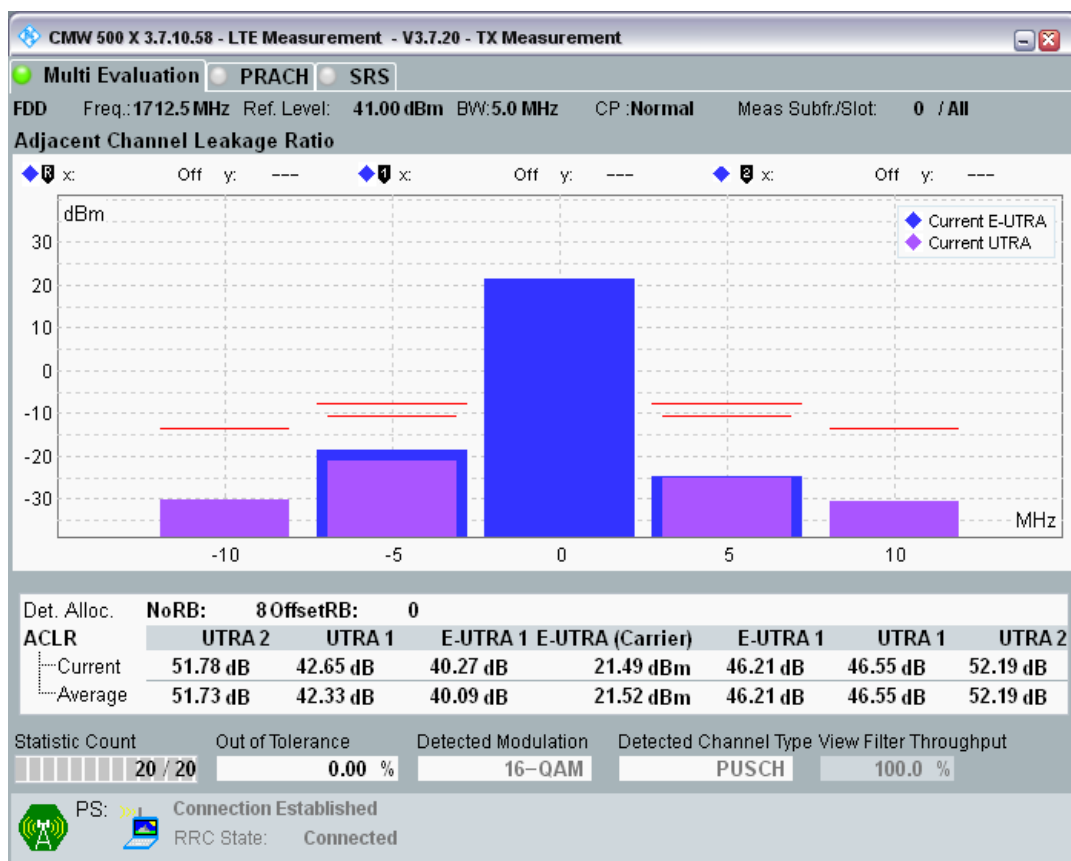 CMW 500 X 3.7.10.58 - LTE Measurement - V3.7.20 - TX Measurement
Multi Evaluation PRACH SRS
FDD Freq.: 1712.5 MHz Ref. Level: 41.00 dBm BW: 5.0 MHz CP : Normal Meas Subfr./Slot: 0 / All
Adjacent Channel Leakage Ratio
R x: Off y: --- 1 x: Off y: --- 2 x: Off y: ---
dBm
Current E-UTRA
Current UTRA
30
20
10
0
-10
-20
-30
MHz
-10 -5 0 5 10
Det. Alloc. NoRB: 8 OffsetRB: 0
ACLR UTRA 2 UTRA 1 E-UTRA 1 E-UTRA (Carrier) E-UTRA 1 UTRA 1 UTRA 2
Current 51.78 dB 42.65 dB 40.27 dB 21.49 dBm 46.21 dB 46.55 dB 52.19 dB
Average 51.73 dB 42.33 dB 40.09 dB 21.52 dBm 46.21 dB 46.55 dB 52.19 dB
Statistic Count Out of Tolerance Detected Modulation Detected Channel Type View Filter Throughput
20 / 20 0.00 % 16-QAM PUSCH 100.0 %
PS: Connection Established
RRC State: Connected